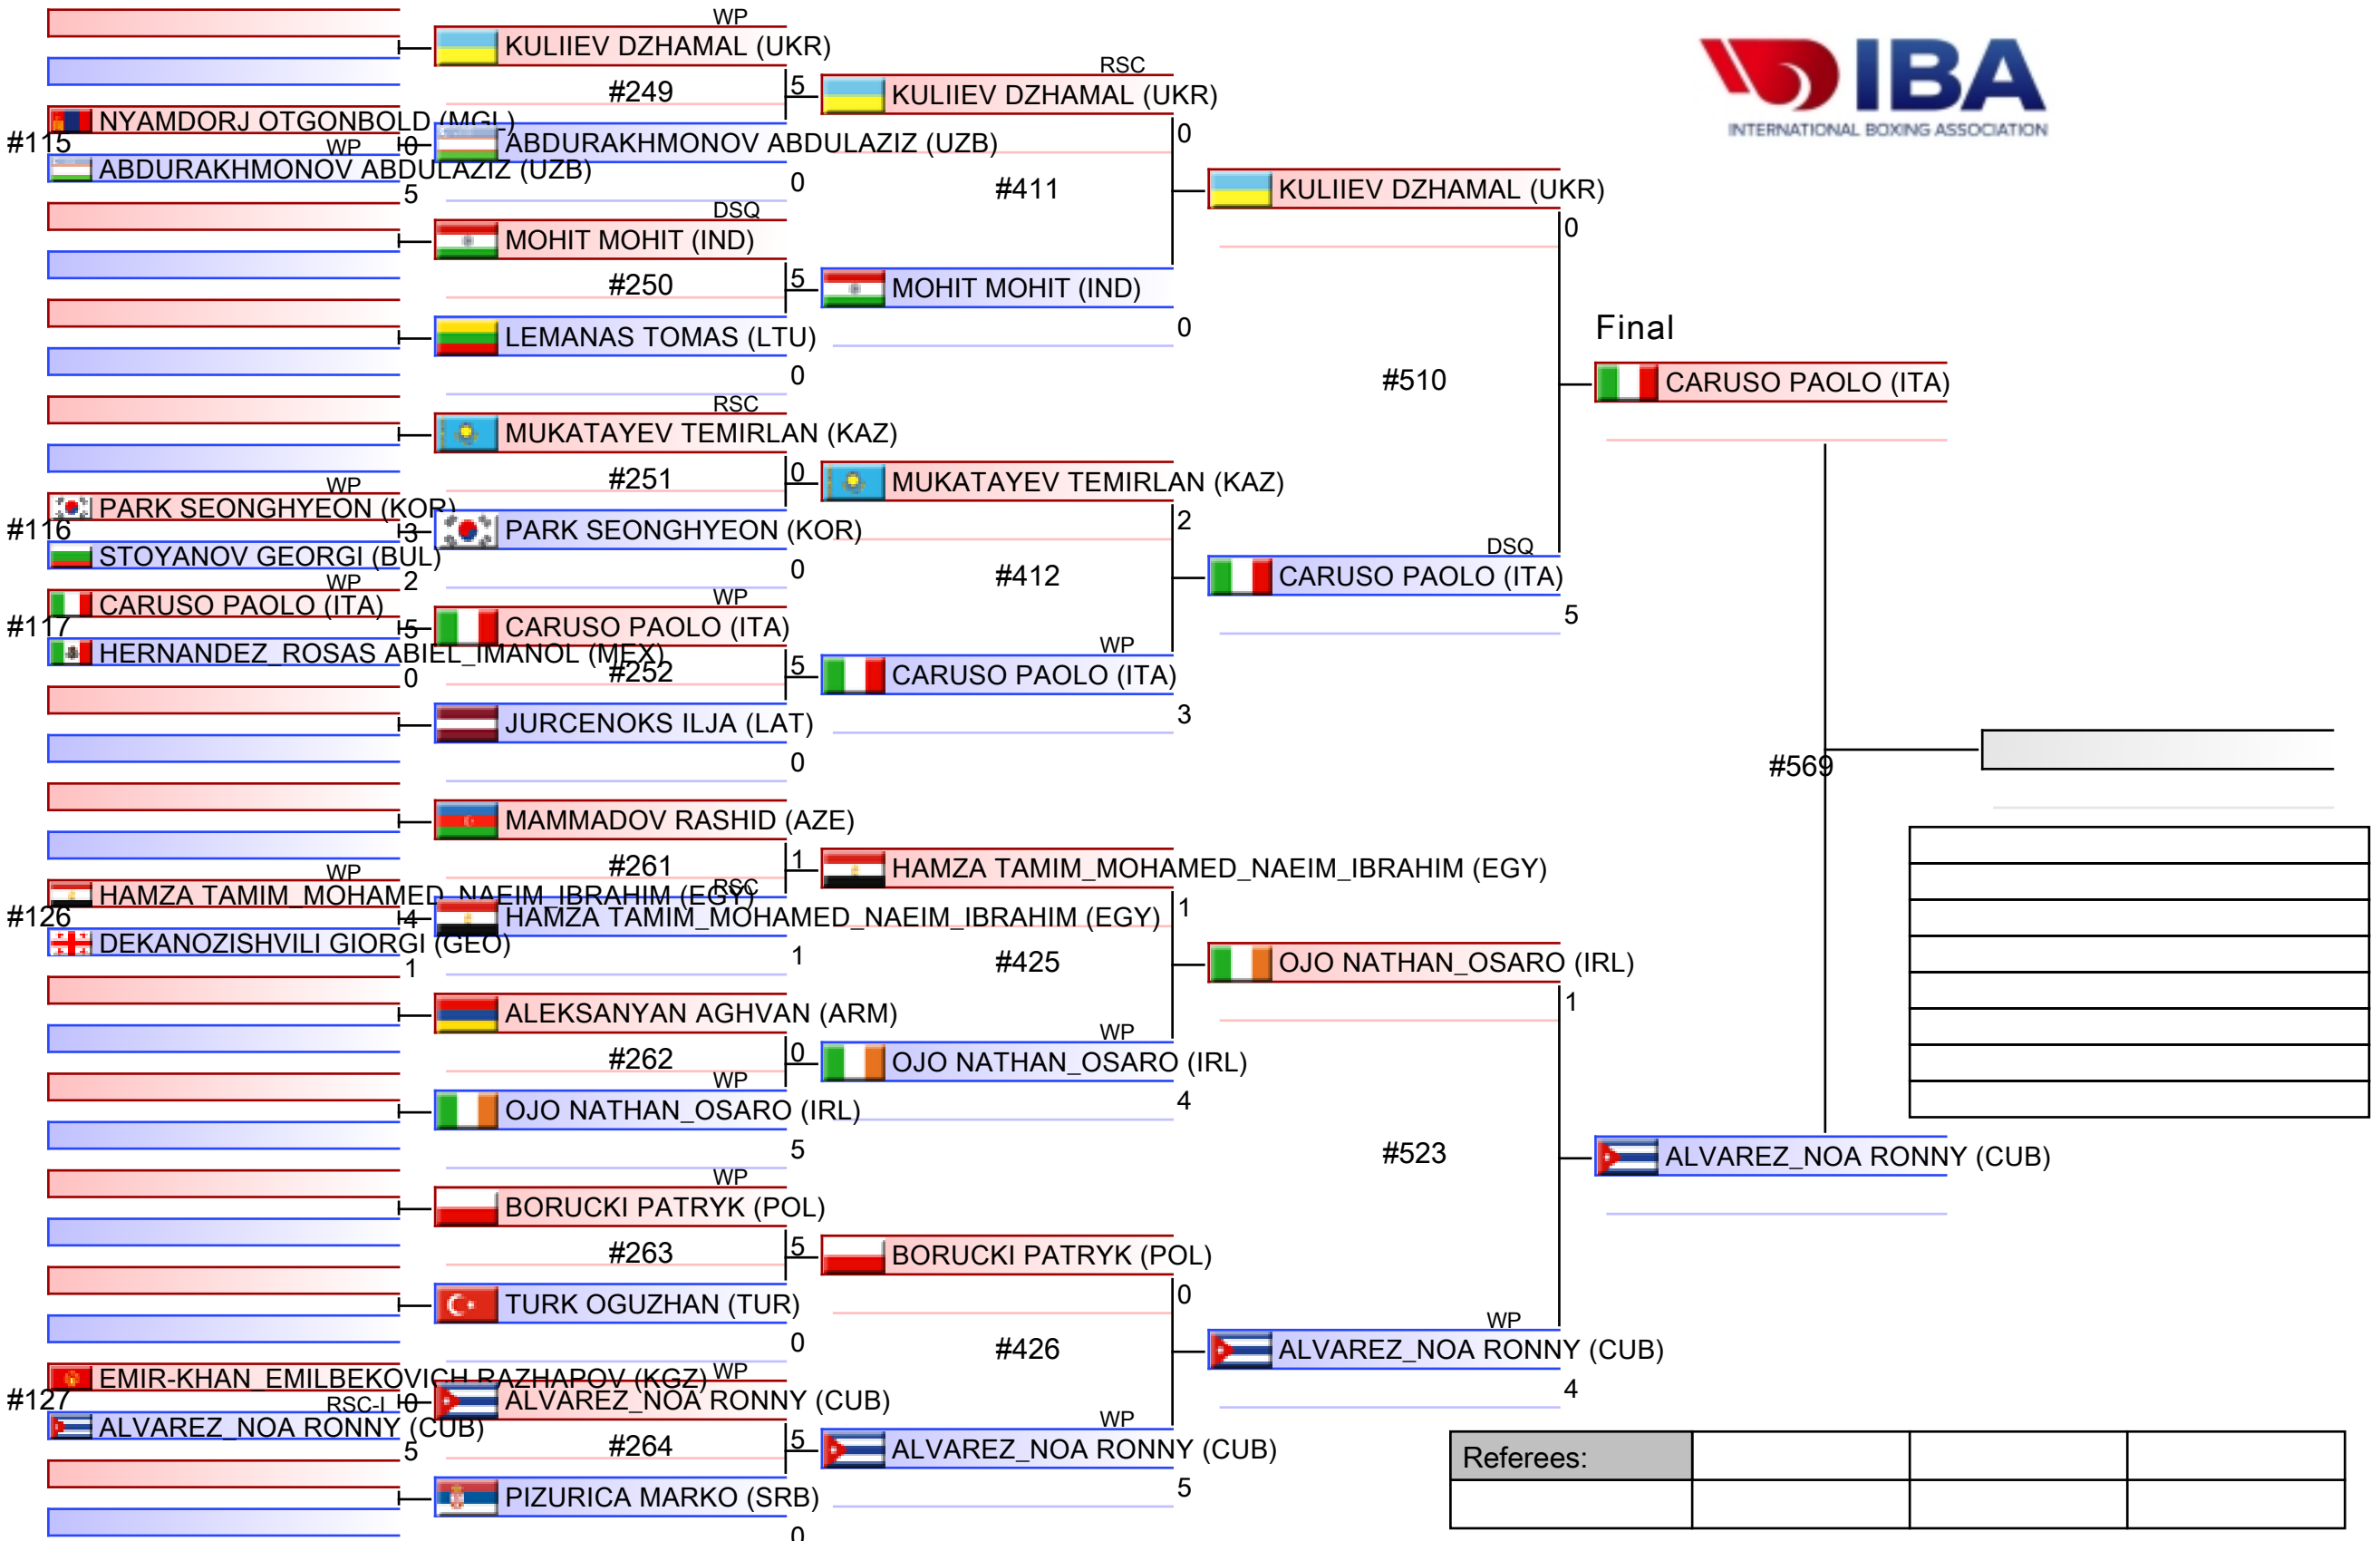 IBA
INTERNATIONAL BOXING ASSOCIATION
#115
NYAMDORJ OTGONBOLD (MGL)
0
WP
ABDURAKHMONOV ABDULAZIZ (UZB)
5
#116
WP
PARK SEONGHYEON (KOR)
3
STOYANOV GEORGI (BUL)
2
#117
WP
CARUSO PAOLO (ITA)
5
HERNANDEZ_ROSAS ABIEL_IMANOL (MEX)
0
#126
WP
HAMZA TAMIM_MOHAMED_NAEIM_IBRAHIM (EGY)
4
DEKANOZISHVILI GIORGI (GEO)
1
#127
EMIR-KHAN_EMILBEKOVICH RAZHAPOV (KGZ)
0
RSC-I
ALVAREZ_NOA RONNY (CUB)
5
WP
KULIIEV DZHAMAL (UKR)
#249
5
ABDURAKHMONOV ABDULAZIZ (UZB)
0
DSQ
MOHIT MOHIT (IND)
#250
5
LEMANAS TOMAS (LTU)
0
RSC
MUKATAYEV TEMIRLAN (KAZ)
#251
0
PARK SEONGHYEON (KOR)
0
WP
CARUSO PAOLO (ITA)
#252
5
JURCENOKS ILJA (LAT)
0
MAMMADOV RASHID (AZE)
#261
1
RSC
HAMZA TAMIM_MOHAMED_NAEIM_IBRAHIM (EGY)
1
ALEKSANYAN AGHVAN (ARM)
#262
0
WP
OJO NATHAN_OSARO (IRL)
5
WP
BORUCKI PATRYK (POL)
#263
5
TURK OGUZHAN (TUR)
0
WP
ALVAREZ_NOA RONNY (CUB)
#264
5
PIZURICA MARKO (SRB)
0
RSC
KULIIEV DZHAMAL (UKR)
0
#411
MOHIT MOHIT (IND)
0
MUKATAYEV TEMIRLAN (KAZ)
2
#412
WP
CARUSO PAOLO (ITA)
3
HAMZA TAMIM_MOHAMED_NAEIM_IBRAHIM (EGY)
1
#425
WP
OJO NATHAN_OSARO (IRL)
4
BORUCKI PATRYK (POL)
0
#426
WP
ALVAREZ_NOA RONNY (CUB)
5
KULIIEV DZHAMAL (UKR)
0
#510
DSQ
CARUSO PAOLO (ITA)
5
OJO NATHAN_OSARO (IRL)
1
#523
WP
ALVAREZ_NOA RONNY (CUB)
4
Final
CARUSO PAOLO (ITA)
#569
ALVAREZ_NOA RONNY (CUB)
Referees: